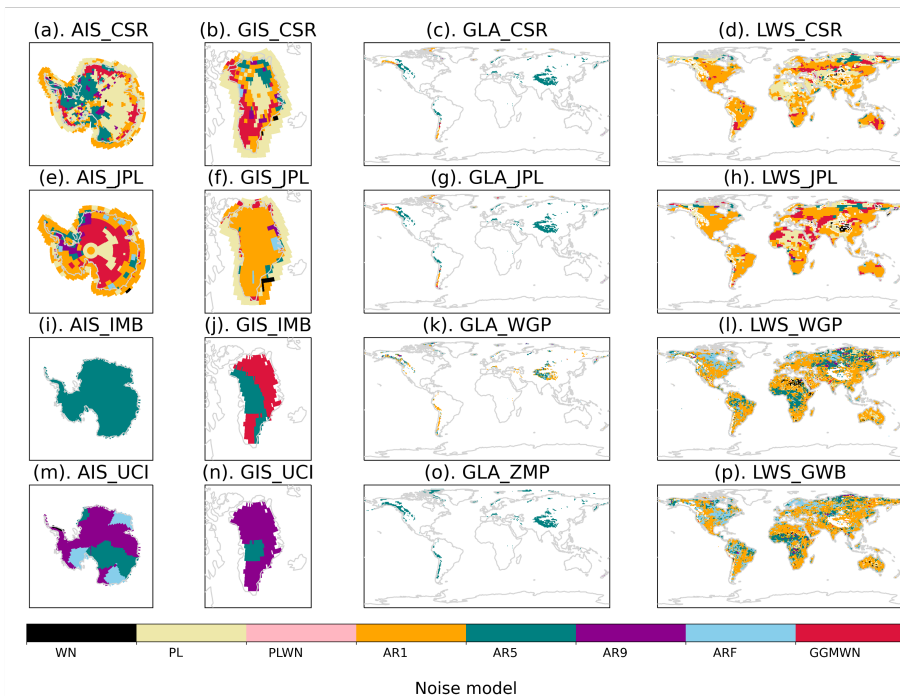 (a). AIS_CSR (b). GIS_CSR (c). GLA_CSR (d). LWS_CSR
(e). AIS_JPL (f). GIS_JPL (g). GLA_JPL (h). LWS_JPL
(i). AIS_IMB (j). GIS_IMB (k). GLA_WGP (l). LWS_WGP
(m). AIS_UCI (n). GIS_UCI (o). GLA_ZMP (p). LWS_GWB
WN PL PLWN AR1 AR5 AR9 ARF GGMWN
Noise model